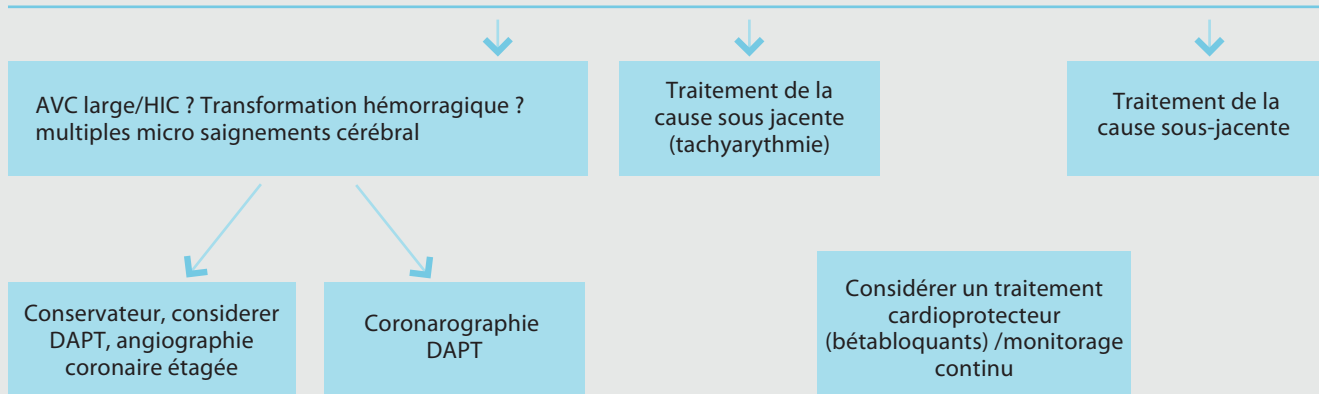 AVC large/HIC ? Transformation hémorragique ?
multiples micro saignements cérébral
Traitement de la
cause sous jacente
(tachyarythmie)
Traitement de la
cause sous-jacente
Conservateur, considerer
DAPT, angiographie
coronaire étagée
Coronarographie
DAPT
Considérer un traitement
cardioprotecteur
(bétabloquants) /monitorage
continu